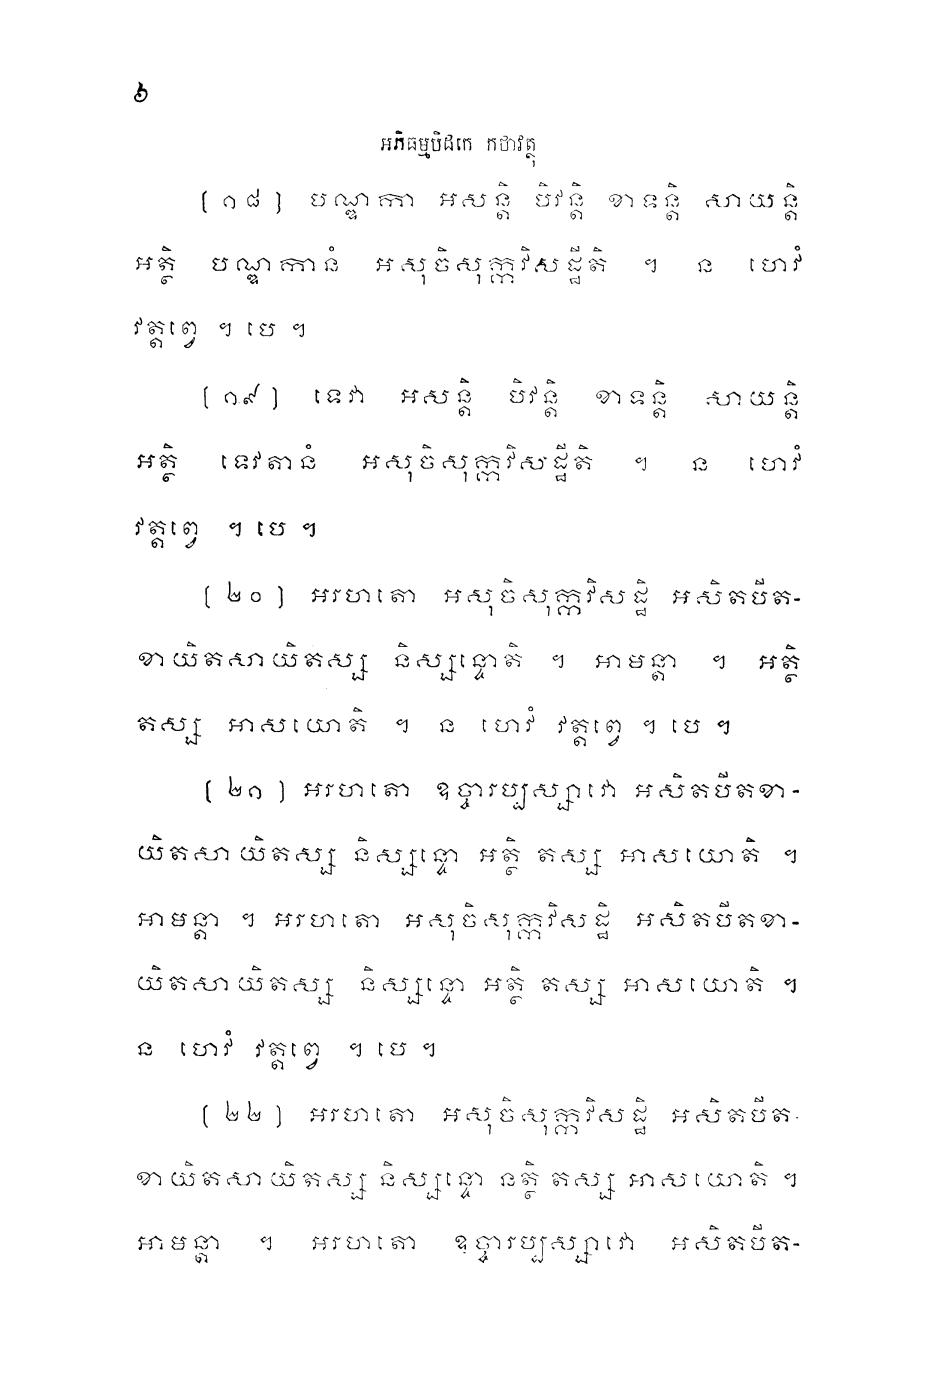 ៦
អភិធម្មបិដកេ កថាវត្ថុ
[១៨] បណ្ឌកា អសន្តិ បិវន្តិ ខាទន្តិ សាយន្តិ
អត្ថិ បណ្ឌកានំ អសុចិសុក្កវិសដ្ឋីតិ ។ ន ហេវំ
វត្តព្វេ ។ បេ ។
[១៩] ទេវា អសន្តិ បិវន្តិ ខាទន្តិ សាយន្តិ
អត្ថិ ទេវតានំ អសុចិសុក្កវិសដ្ឋីតិ ។ ន ហេវំ
វត្តព្វេ ។ បេ ។
[២០] អរហតោ អសុចិសុក្កវិសដ្ឋិ អសិតបីត-
ខាយិតសាយិតស្ស និស្សន្ទោតិ ។ អាមន្តា ។ អត្ថិ
តស្ស អាសយោតិ ។ ន ហេវំ វត្តព្វេ ។ បេ ។
[២១] អរហតោ ឧច្ចារប្បស្សាវោ អសិតបីតខា-
យិតសាយិតស្ស និស្សន្ទោ អត្ថិ តស្ស អាសយោតិ ។
អាមន្តា ។ អរហតោ អសុចិសុក្កវិសដ្ឋិ អសិតបីតខា-
យិតសាយិតស្ស និស្សន្ទោ អត្ថិ តស្ស អាសយោតិ ។
ន ហេវំ វត្តព្វេ ។ បេ ។
[២២] អរហតោ អសុចិសុក្កវិសដ្ឋិ អសិតបីត-
ខាយិតសាយិតស្ស និស្សន្ទោ នត្ថិ តស្ស អាសយោតិ ។
អាមន្តា ។ អរហតោ ឧច្ចារប្បស្សាវោ អសិតបីត-